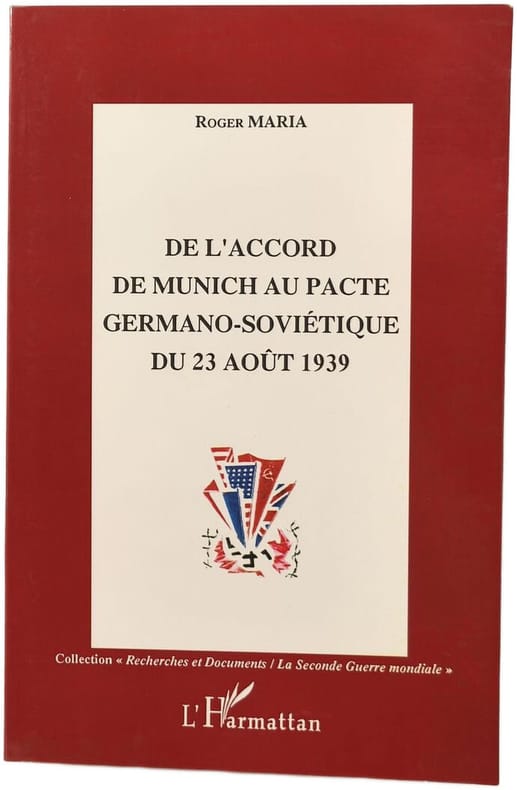 ROGER MARIA
DE L'ACCORD
DE MUNICH AU PACTE
GERMANO-SOVIÉTIQUE
DU 23 AOÛT 1939
Collection « Recherches et Documents / La Seconde Guerre mondiale »
L'Harmattan